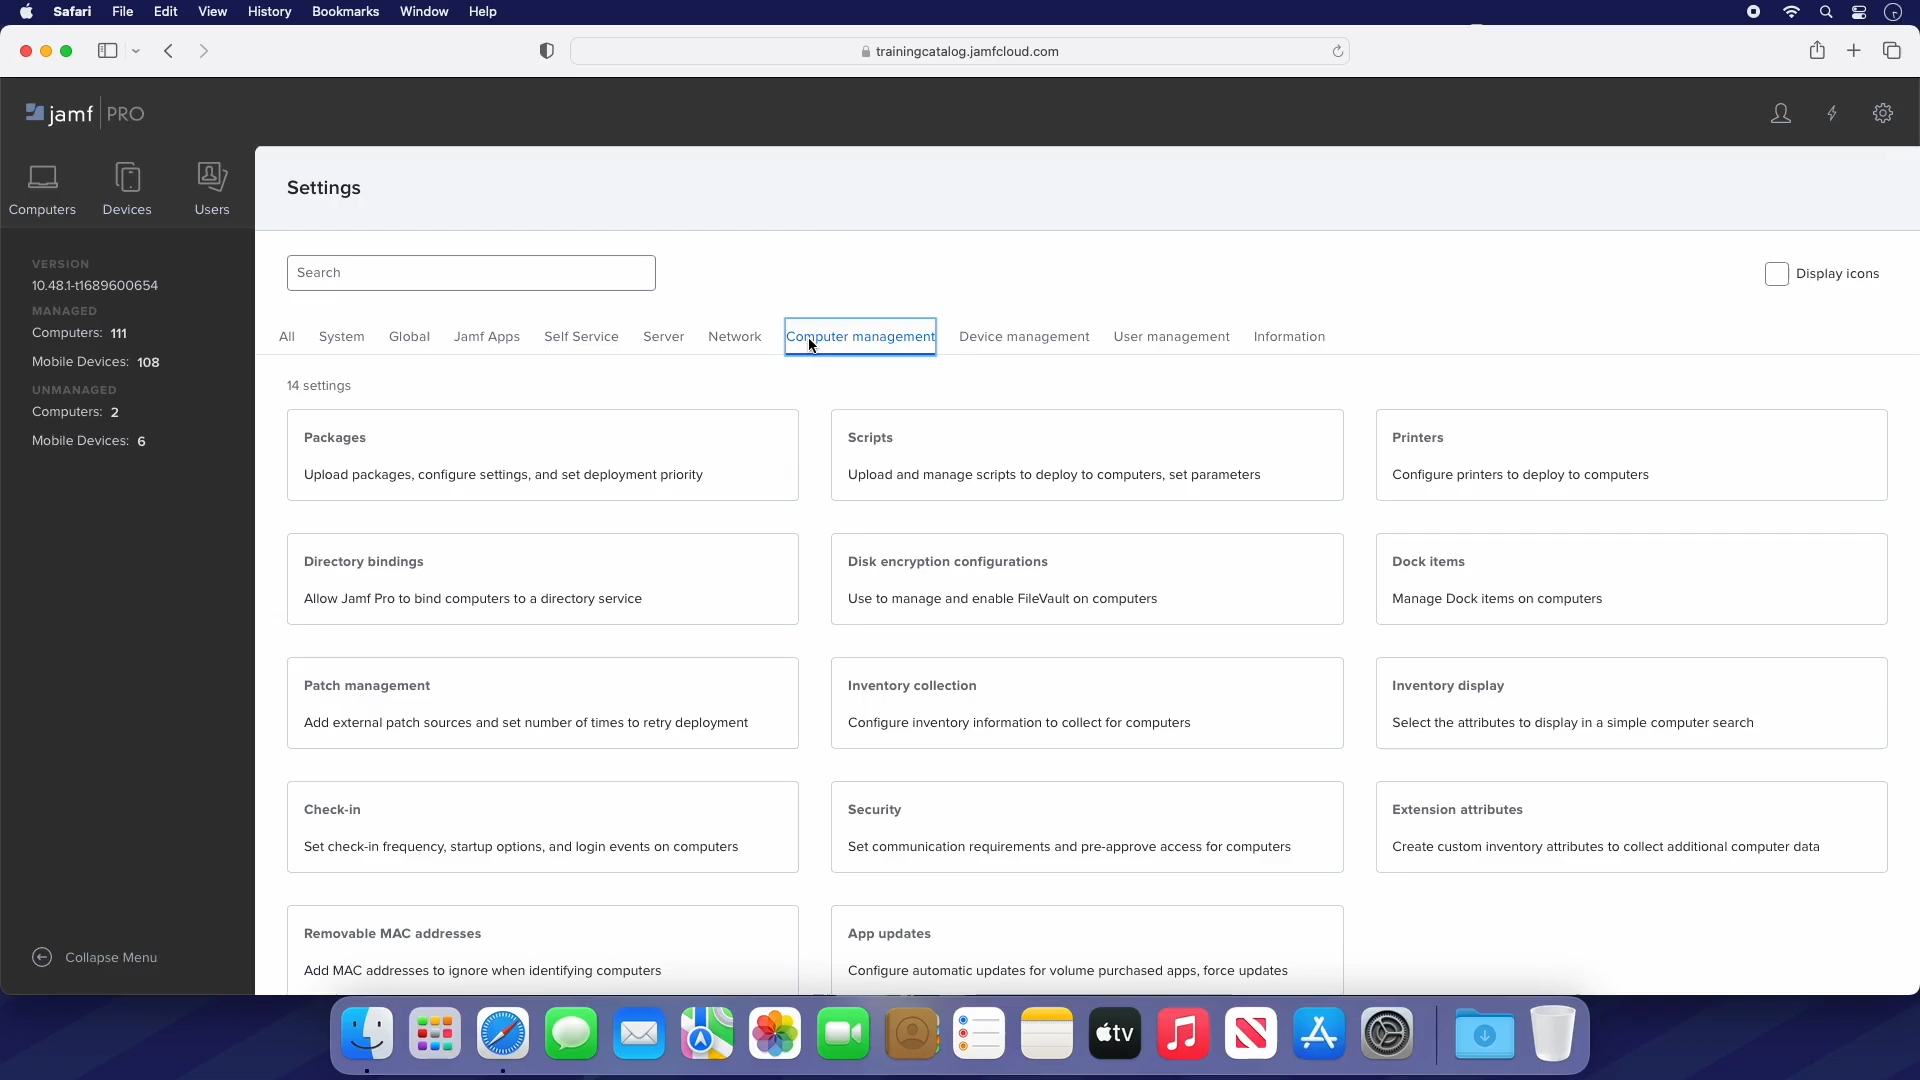 Safari File Edit View History Bookmarks Window Help
trainingcatalog.jamfcloud.com
jamf PRO
Computers Devices Users
VERSION
10.48.1-t1689600654
MANAGED
Computers: 111
Mobile Devices: 108
UNMANAGED
Computers: 2
Mobile Devices: 6
Collapse Menu
Settings
Search
Display icons
All System Global Jamf Apps Self Service Server Network Computer management Device management User management Information
14 settings
Packages
Upload packages, configure settings, and set deployment priority
Scripts
Upload and manage scripts to deploy to computers, set parameters
Printers
Configure printers to deploy to computers
Directory bindings
Allow Jamf Pro to bind computers to a directory service
Disk encryption configurations
Use to manage and enable FileVault on computers
Dock items
Manage Dock items on computers
Patch management
Add external patch sources and set number of times to retry deployment
Inventory collection
Configure inventory information to collect for computers
Inventory display
Select the attributes to display in a simple computer search
Check-in
Set check-in frequency, startup options, and login events on computers
Security
Set communication requirements and pre-approve access for computers
Extension attributes
Create custom inventory attributes to collect additional computer data
Removable MAC addresses
Add MAC addresses to ignore when identifying computers
App updates
Configure automatic updates for volume purchased apps, force updates
tv